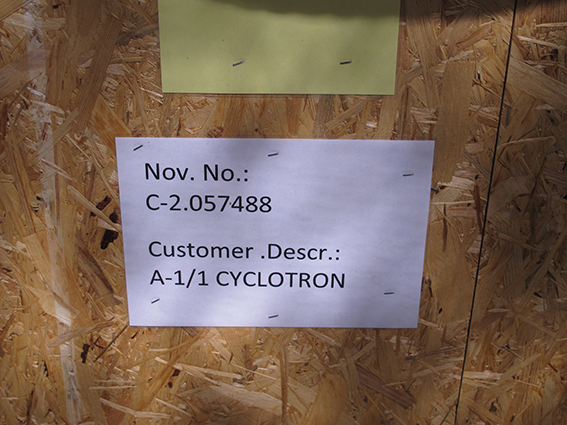 Nov. No.:
C-2.057488
Customer .Descr.:
A-1/1 CYCLOTRON